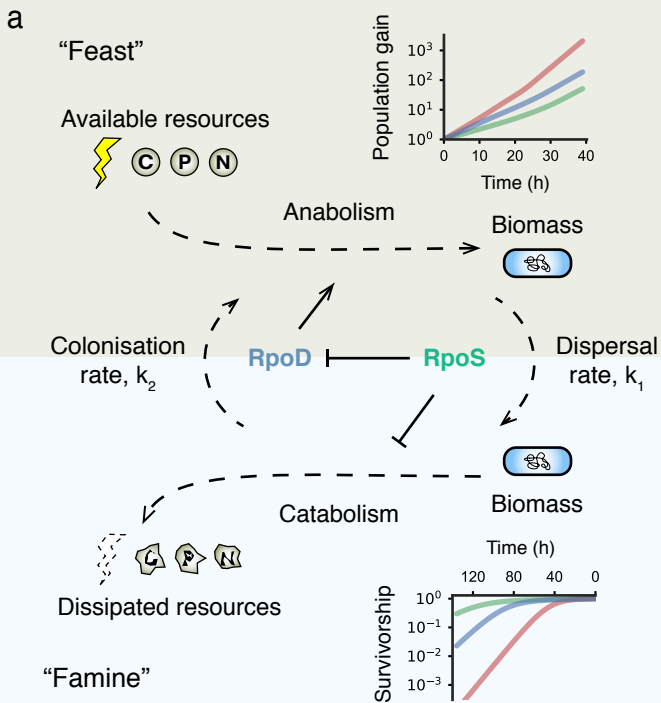 a
“Feast”
Available resources
C P N
Population gain
10³
10²
10¹
10⁰
0 10 20 30 40
Time (h)
Anabolism
Biomass
Colonisation
rate, k₂
RpoD
RpoS
Dispersal
rate, k₁
Biomass
Catabolism
C P N
Dissipated resources
“Famine”
Time (h)
120 80 40 0
Survivorship
10⁰
10⁻¹
10⁻²
10⁻³